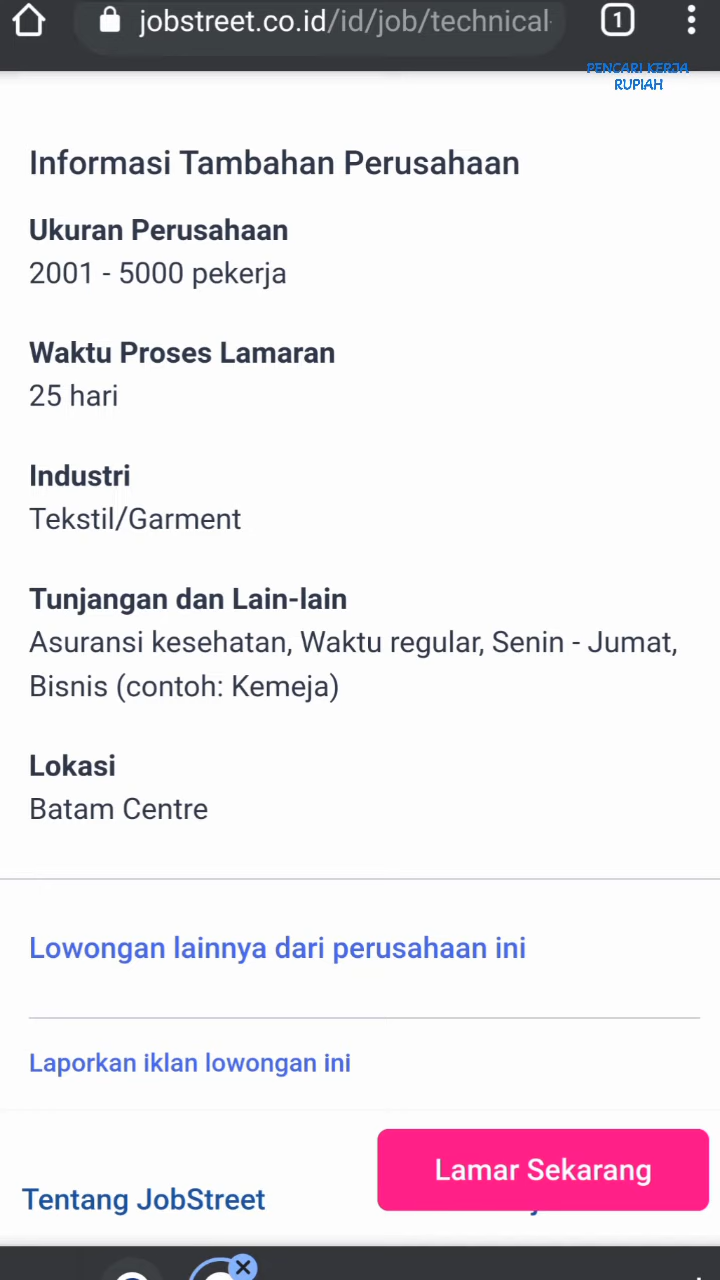 jobstreet.co.id/id/job/technical
1
PENCARI KERJA
RUPIAH
Informasi Tambahan Perusahaan
Ukuran Perusahaan
2001 - 5000 pekerja
Waktu Proses Lamaran
25 hari
Industri
Tekstil/Garment
Tunjangan dan Lain-lain
Asuransi kesehatan, Waktu regular, Senin - Jumat,
Bisnis (contoh: Kemeja)
Lokasi
Batam Centre
Lowongan lainnya dari perusahaan ini
Laporkan iklan lowongan ini
Lamar Sekarang
Tentang JobStreet